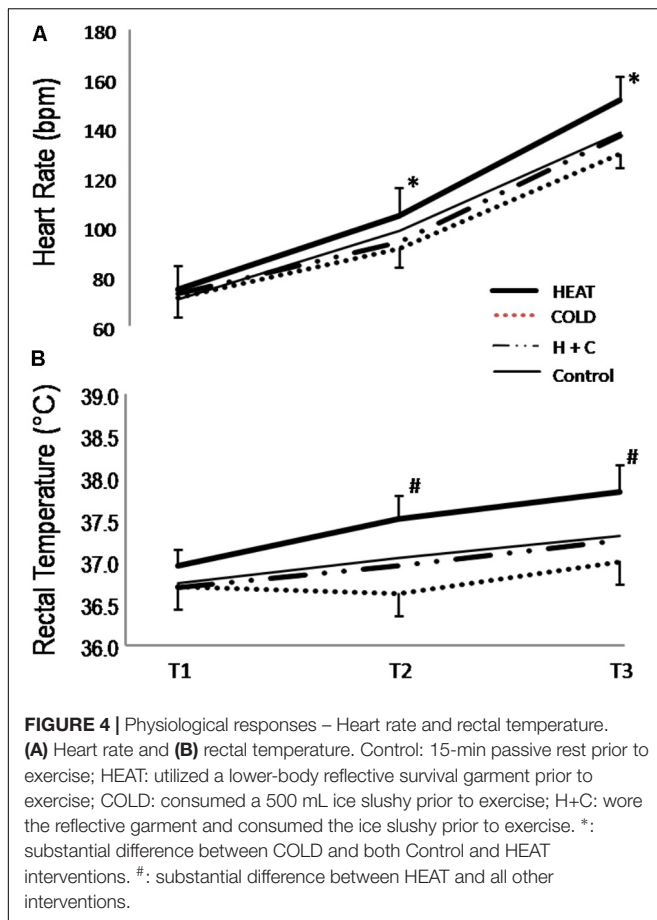 A
180
160
140
120
100
80
60
Heart Rate (bpm)
*
*
HEAT
COLD
H + C
Control
B
39.0
38.5
38.0
37.5
37.0
36.5
36.0
Rectal Temperature (°C)
#
#
T1 T2 T3
FIGURE 4 | Physiological responses – Heart rate and rectal temperature.
(A) Heart rate and (B) rectal temperature. Control: 15-min passive rest prior to
exercise; HEAT: utilized a lower-body reflective survival garment prior to
exercise; COLD: consumed a 500 mL ice slushy prior to exercise; H+C: wore
the reflective garment and consumed the ice slushy prior to exercise. *:
substantial difference between COLD and both Control and HEAT
interventions. #: substantial difference between HEAT and all other
interventions.